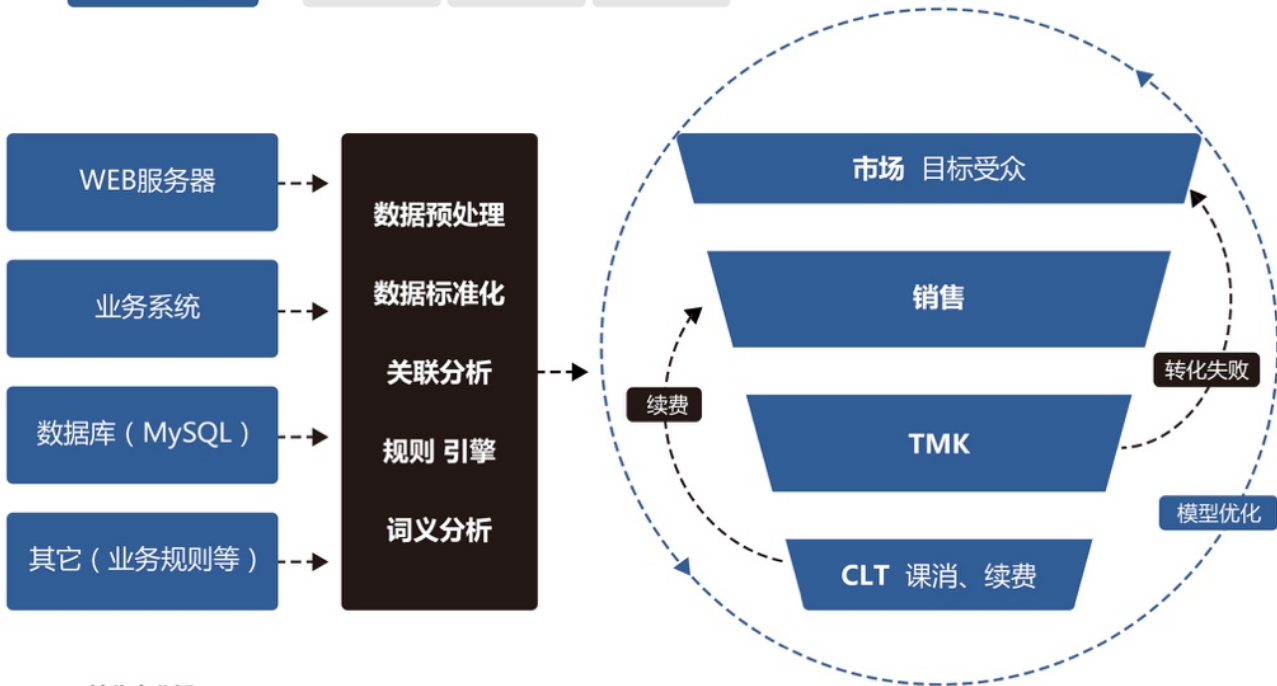 WEB服务器
业务系统
数据库（MySQL）
其它（业务规则等）
数据预处理
数据标准化
关联分析
规则 引擎
词义分析
市场 目标受众
销售
TMK
CLT 课消、续费
续费
转化失败
模型优化